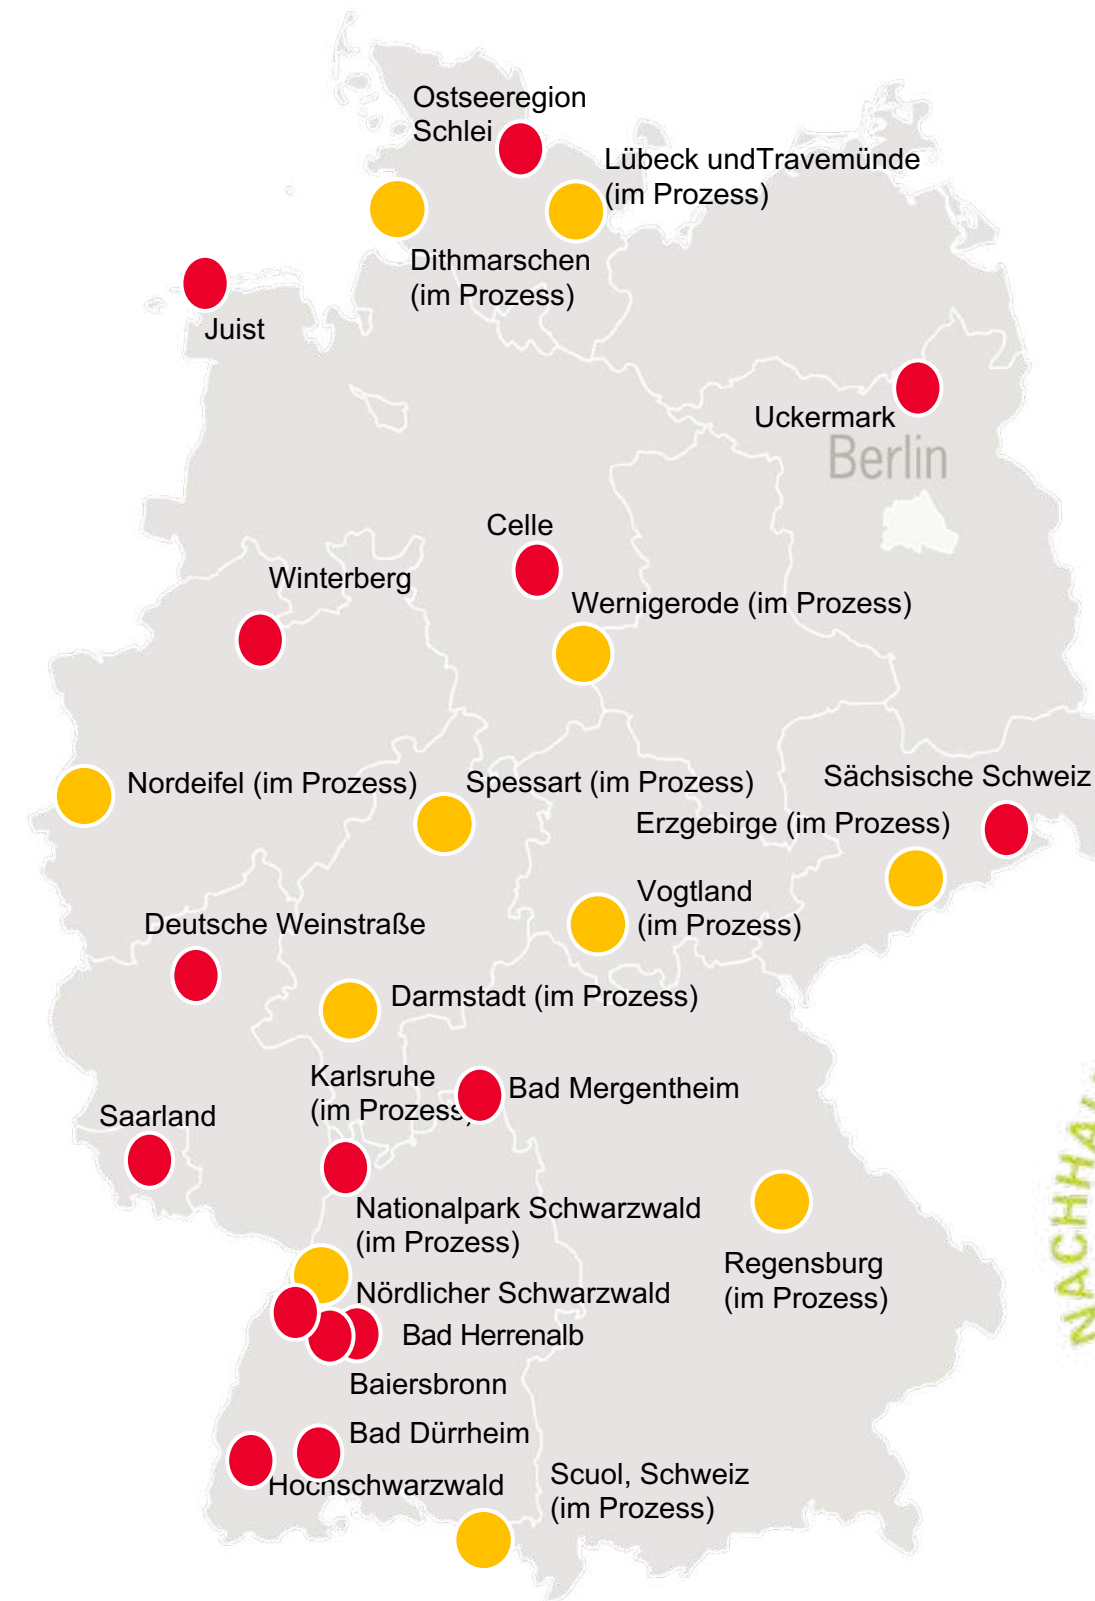 Ostseeregion
Schlei
Lübeck undTravemünde
(im Prozess)
Dithmarschen
(im Prozess)
Juist
Uckermark
Berlin
Celle
Winterberg
Wernigerode (im Prozess)
Nordeifel (im Prozess)
Spessart (im Prozess)
Sächsische Schweiz
Erzgebirge (im Prozess)
Vogtland
(im Prozess)
Deutsche Weinstraße
Darmstadt (im Prozess)
Karlsruhe
(im Prozess)
Bad Mergentheim
Saarland
Nationalpark Schwarzwald
(im Prozess)
Regensburg
(im Prozess)
Nördlicher Schwarzwald
Bad Herrenalb
Baiersbronn
Bad Dürrheim
Hochschwarzwald
Scuol, Schweiz
(im Prozess)